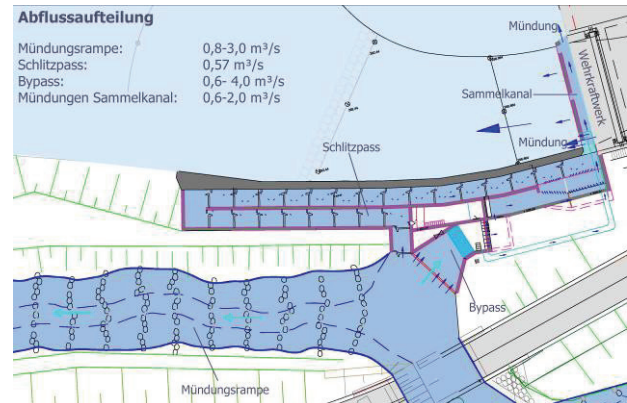 Abflussaufteilung
Mündungsrampe: 0,8-3,0 m³/s
Schlitzpass: 0,57 m³/s
Bypass: 0,6- 4,0 m³/s
Mündungen Sammelkanal: 0,6-2,0 m³/s
Mündung
Wehrkraftwerk
Sammelkanal
Mündung
Schlitzpass
Bypass
Mündungsrampe